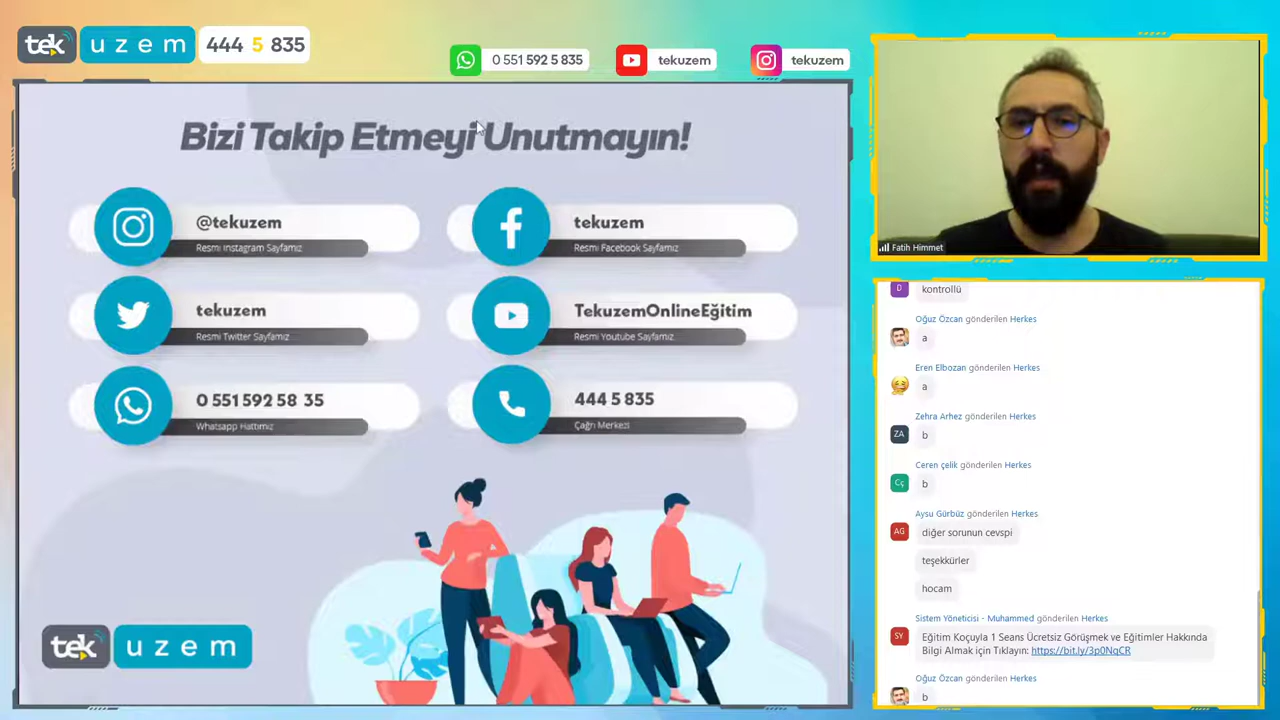 tek uzem 444 5 835
0 551 592 5 835
tekuzem
tekuzem
Bizi Takip Etmeyi Unutmayın!
@tekuzem
Resmi Instagram Sayfamız
tekuzem
Resmi Facebook Sayfamız
tekuzem
Resmi Twitter Sayfamız
TekuzemOnlineEğitim
Resmi Youtube Sayfamız
0 551 592 58 35
Whatsapp Hattımız
444 5 835
Çağrı Merkezi
tek uzem
Fatih Himmet
D
kontrollü
Oğuz Özcan gönderilen Herkes
a
Eren Elbozan gönderilen Herkes
a
Zehra Arhez gönderilen Herkes
ZA
b
Ceren çelik gönderilen Herkes
Cç
b
Aysu Gürbüz gönderilen Herkes
AG
diğer sorunun cevspi
teşekkürler
hocam
Sistem Yöneticisi - Muhammed gönderilen Herkes
SY
Eğitim Koçuyla 1 Seans Ücretsiz Görüşmek ve Eğitimler Hakkında
Bilgi Almak için Tıklayın: https://bit.ly/3p0NqCR
Oğuz Özcan gönderilen Herkes
b